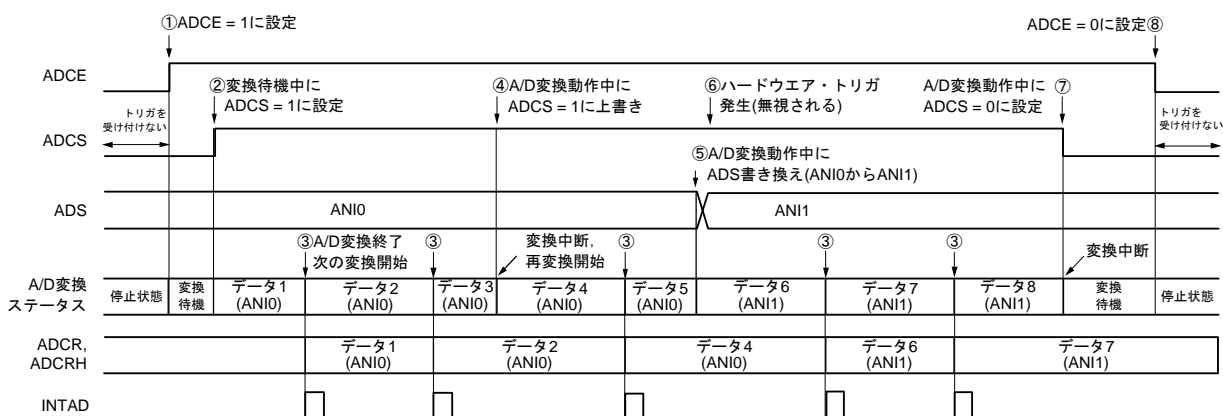 ①ADCE = 1に設定
ADCE = 0に設定⑧
ADCE
②変換待機中に
ADCS = 1に設定
④A/D変換動作中に
ADCS = 1に上書き
⑥ハードウエア・トリガ
発生(無視される)
A/D変換動作中に ⑦
ADCS = 0に設定
トリガを
受け付けない
トリガを
受け付けない
ADCS
⑤A/D変換動作中に
ADS書き換え(ANI0からANI1)
ADS
ANI0
ANI1
③A/D変換終了
次の変換開始
③
変換中断,
再変換開始
③
③
③
変換中断
A/D変換
ステータス
停止状態
変換
待機
データ1
(ANI0)
データ2
(ANI0)
データ3
(ANI0)
データ4
(ANI0)
データ5
(ANI0)
データ6
(ANI1)
データ7
(ANI1)
データ8
(ANI1)
変換
待機
停止状態
ADCR,
ADCRH
データ1
(ANI0)
データ2
(ANI0)
データ4
(ANI0)
データ6
(ANI1)
データ7
(ANI1)
INTAD